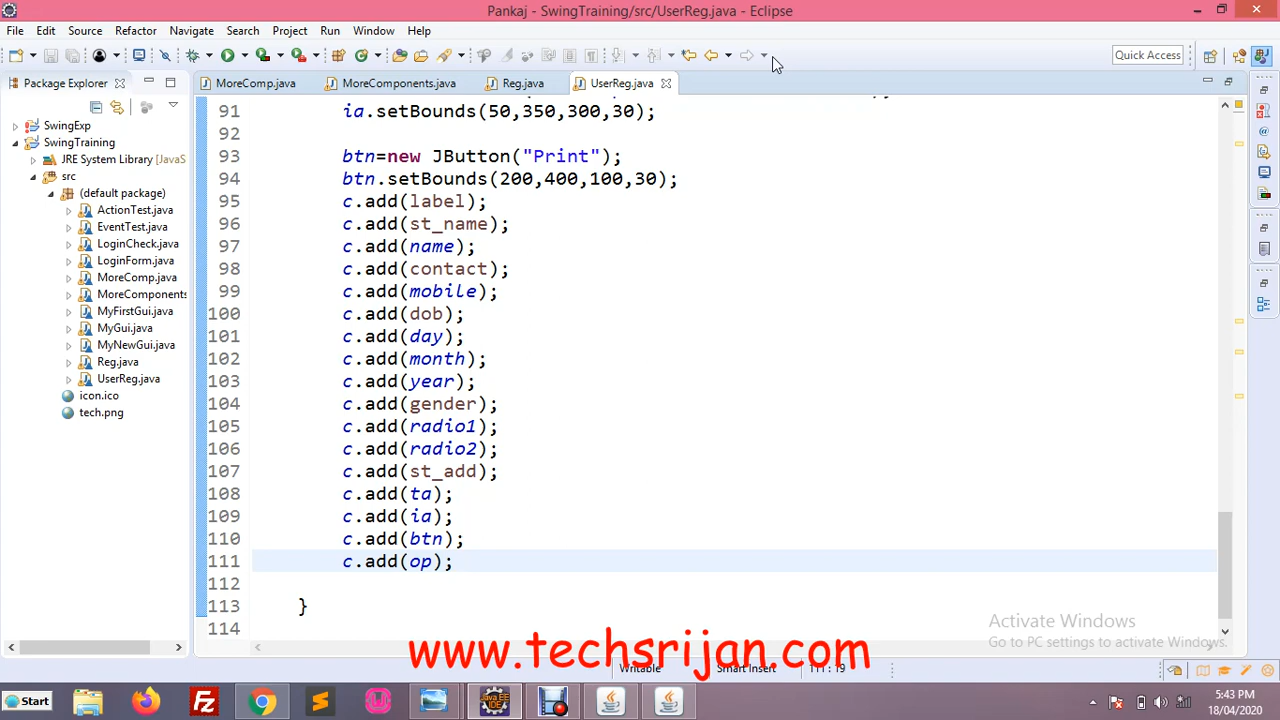 Pankaj - SwingTraining/src/UserReg.java - Eclipse
File Edit Source Refactor Navigate Search Project Run Window Help
Quick Access
Package Explorer
MoreComp.java
MoreComponents.java
Reg.java
UserReg.java
SwingExp
SwingTraining
JRE System Library [JavaS
src
(default package)
ActionTest.java
EventTest.java
LoginCheck.java
LoginForm.java
MoreComp.java
MoreComponents
MyFirstGui.java
MyGui.java
MyNewGui.java
Reg.java
UserReg.java
icon.ico
tech.png
91 ia.setBounds(50,350,300,30);
92
93 btn=new JButton("Print");
94 btn.setBounds(200,400,100,30);
95 c.add(label);
96 c.add(st_name);
97 c.add(name);
98 c.add(contact);
99 c.add(mobile);
100 c.add(dob);
101 c.add(day);
102 c.add(month);
103 c.add(year);
104 c.add(gender);
105 c.add(radio1);
106 c.add(radio2);
107 c.add(st_add);
108 c.add(ta);
109 c.add(ia);
110 c.add(btn);
111 c.add(op);
112
113 }
114
Activate Windows
Go to PC settings to activate Windows.
www.techsrijan.com
Writable
Smart Insert
111 : 19
Start
5:43 PM
18/04/2020